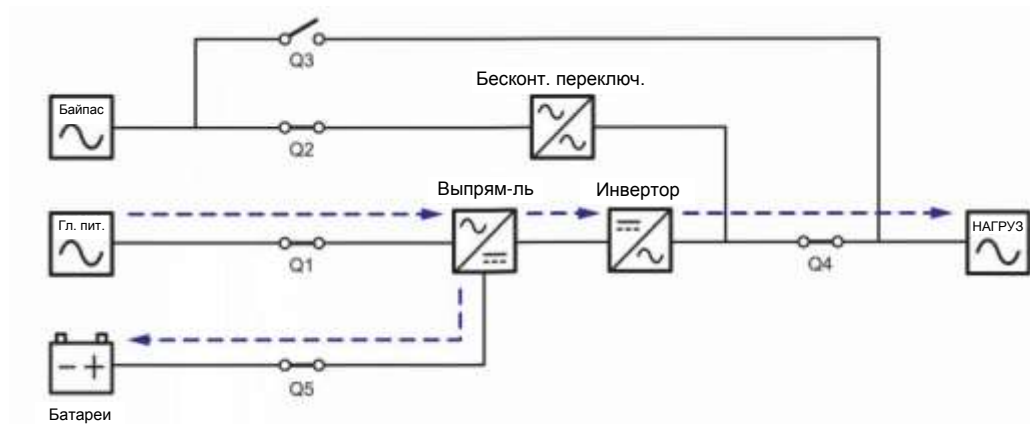 Q3
Бесконт. переключ.
Байпас
Q2
Выпрям-ль
Инвертор
Гл. пит.
НАГРУЗ
Q1
Q4
Q5
Батареи